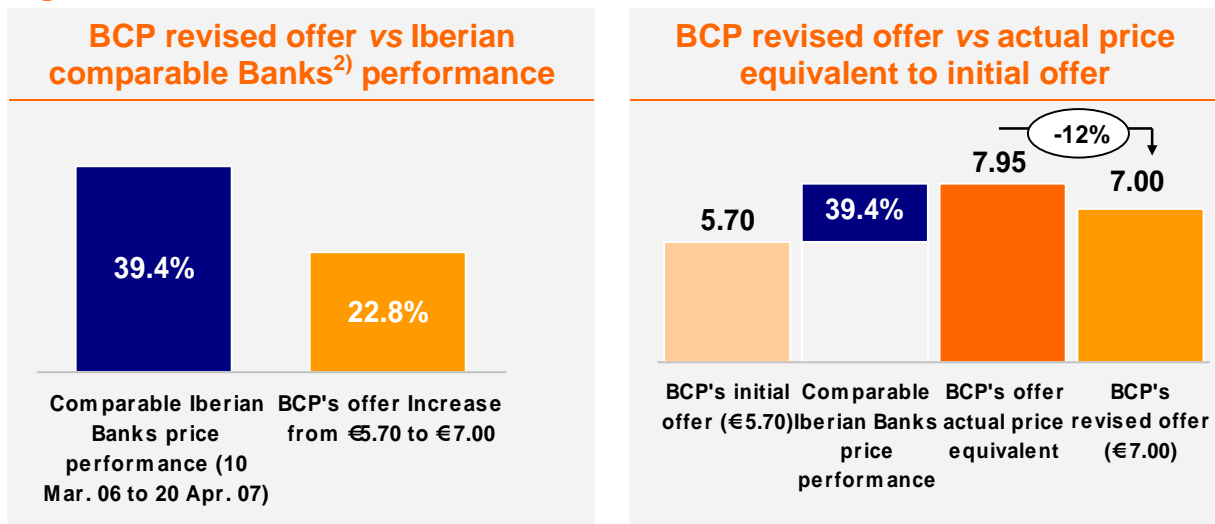 BCP revised offer vs Iberian
comparable Banks2) performance
39.4%
22.8%
Comparable Iberian
Banks price
performance (10
Mar. 06 to 20 Apr. 07)
BCP's offer Increase
from €5.70 to €7.00
BCP revised offer vs actual price
equivalent to initial offer
-12%
5.70
39.4%
7.95
7.00
BCP's initial
offer (€5.70)
Comparable
Iberian Banks
price
performance
BCP's offer
actual price
equivalent
BCP's
revised offer
(€7.00)